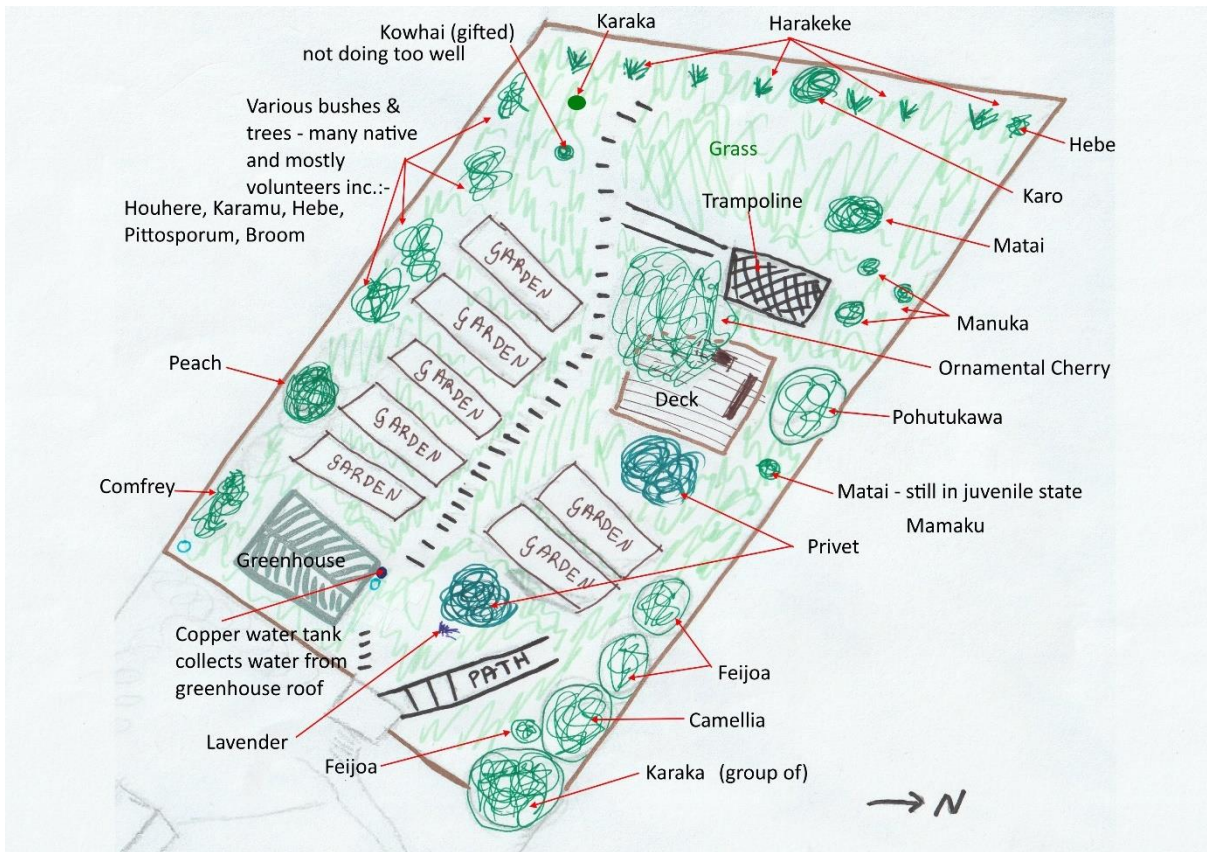 Kowhai (gifted)
not doing too well
Karaka
Harakeke
Various bushes &
trees - many native
and mostly
volunteers inc.:-
Houhere, Karamu, Hebe,
Pittosporum, Broom
Grass
Hebe
Karo
Trampoline
Matai
GARDEN
GARDEN
GARDEN
GARDEN
GARDEN
Manuka
Ornamental Cherry
Peach
Deck
Pohutukawa
Comfrey
Matai - still in juvenile state
Mamaku
GARDEN
GARDEN
Privet
Greenhouse
Copper water tank
collects water from
greenhouse roof
PATH
Feijoa
Camellia
Lavender
Feijoa
Karaka (group of)
→ N